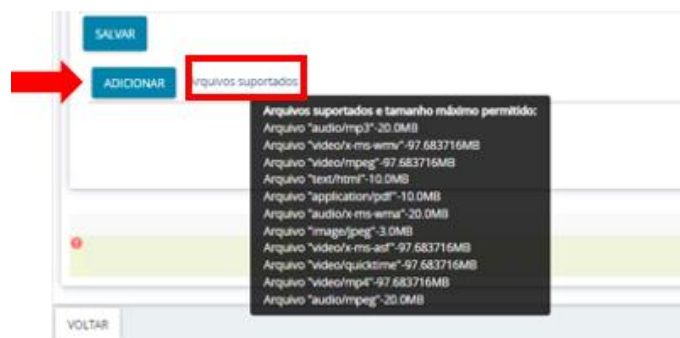 SALVAR
ADICIONAR Arquivos suportados
Arquivos suportados e tamanho máximo permitido:
Arquivo "audio/mp3"-20.0MB
Arquivo "video/x-ms-wmv"-97.683716MB
Arquivo "video/mpeg"-97.683716MB
Arquivo "text/html"-10.0MB
Arquivo "application/pdf"-10.0MB
Arquivo "audio/x-ms-wma"-20.0MB
Arquivo "image/jpeg"-3.0MB
Arquivo "video/x-ms-asf"-97.683716MB
Arquivo "video/quicktime"-97.683716MB
Arquivo "video/mp4"-97.683716MB
Arquivo "audio/mpeg"-20.0MB
VOLTAR